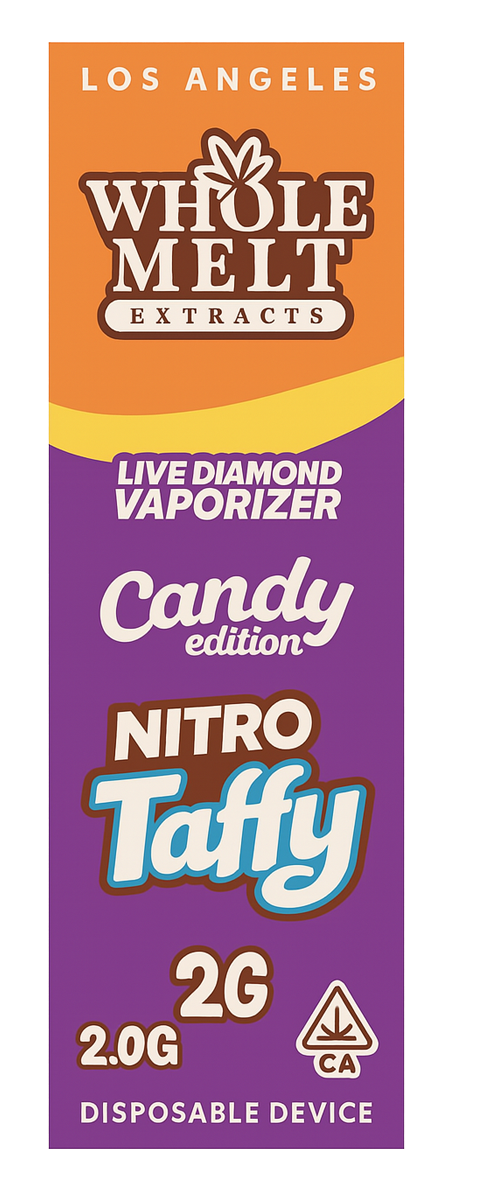 LOS ANGELES
WHOLE
MELT
EXTRACTS
LIVE DIAMOND
VAPORIZER
Candy
edition
NITRO
Taffy
2G
2.0G
CA
DISPOSABLE DEVICE